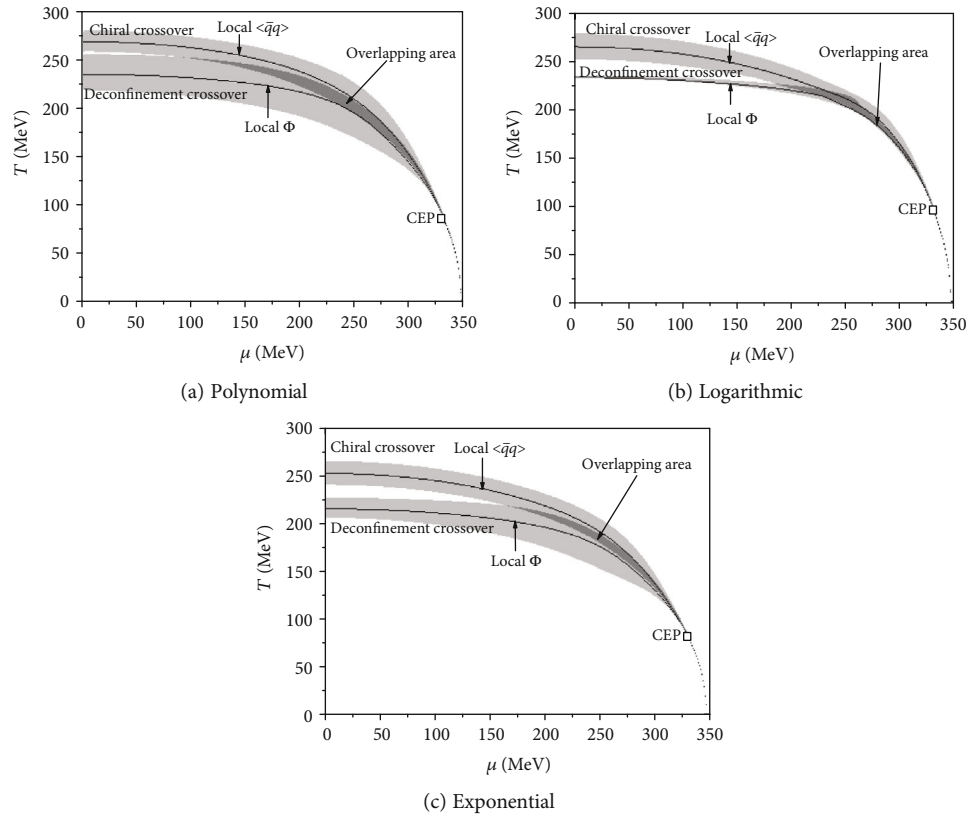 300
Chiral crossover
Local <q̄q>
Overlapping area
250
Deconfinement crossover
200
Local Φ
T (MeV)
150
100
CEP
50
0
0 50 100 150 200 250 300 350
μ (MeV)
(a) Polynomial
300
Chiral crossover
Local <q̄q>
Overlapping area
250
Deconfinement crossover
200
Local Φ
T (MeV)
150
100
CEP
50
0
0 50 100 150 200 250 300 350
μ (MeV)
(b) Logarithmic
300
Chiral crossover
Local <q̄q>
Overlapping area
250
200
Deconfinement crossover
Local Φ
T (MeV)
150
100
CEP
50
0
0 50 100 150 200 250 300 350
μ (MeV)
(c) Exponential